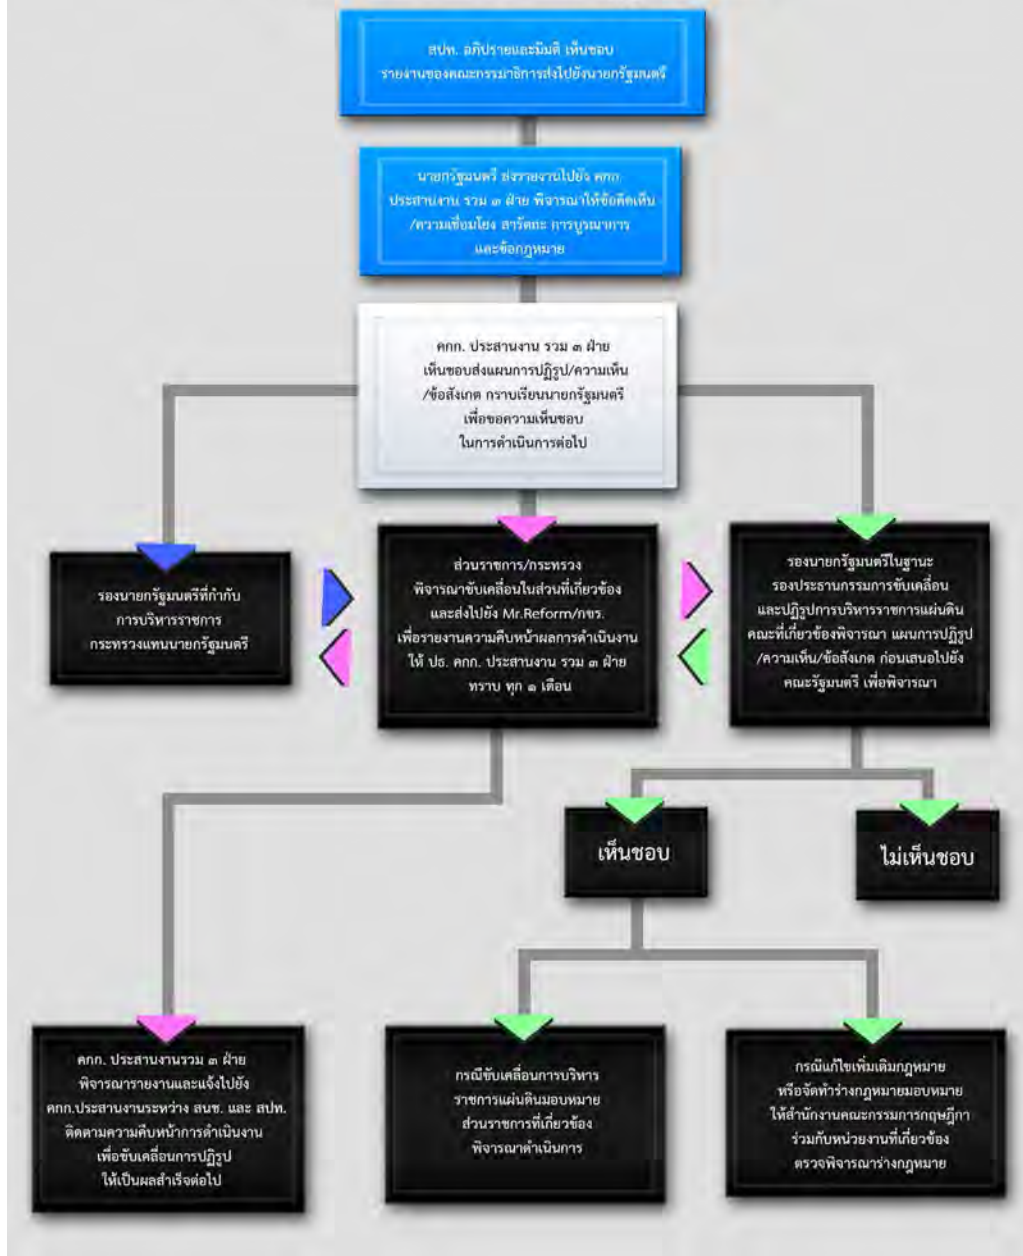 สปท. อภิปรายและมีมติ เห็นชอบ
รายงานของคณะกรรมาธิการส่งไปยังนายกรัฐมนตรี
นายกรัฐมนตรี ส่งรายงานไปยัง คกก.
ประสานงาน รวม ๓ ฝ่าย พิจารณาให้ข้อคิดเห็น
/ความเชื่อมโยง สารัตถะ การบูรณาการ
และข้อกฎหมาย
คกก. ประสานงาน รวม ๓ ฝ่าย
เห็นชอบส่งแผนการปฏิรูป/ความเห็น
/ข้อสังเกต กราบเรียนนายกรัฐมนตรี
เพื่อขอความเห็นชอบ
ในการดำเนินการต่อไป
รองนายกรัฐมนตรีที่กำกับ
การบริหารราชการ
กระทรวงแทนนายกรัฐมนตรี
ส่วนราชการ/กระทรวง
พิจารณาขับเคลื่อนในส่วนที่เกี่ยวข้อง
และส่งไปยัง Mr.Reform/กขร.
เพื่อรายงานความคืบหน้าผลการดำเนินงาน
ให้ ปธ. คกก. ประสานงาน รวม ๓ ฝ่าย
ทราบ ทุก ๑ เดือน
รองนายกรัฐมนตรีในฐานะ
รองประธานกรรมการขับเคลื่อน
และปฏิรูปการบริหารราชการแผ่นดิน
คณะที่เกี่ยวข้องพิจารณา แผนการปฏิรูป
/ความเห็น/ข้อสังเกต ก่อนเสนอไปยัง
คณะรัฐมนตรี เพื่อพิจารณา
เห็นชอบ
ไม่เห็นชอบ
คกก. ประสานงานรวม ๓ ฝ่าย
พิจารณารายงานและแจ้งไปยัง
คกก.ประสานงานระหว่าง สนช. และ สปท.
ติดตามความคืบหน้าการดำเนินงาน
เพื่อขับเคลื่อนการปฏิรูป
ให้เป็นผลสำเร็จต่อไป
กรณีขับเคลื่อนการบริหาร
ราชการแผ่นดินมอบหมาย
ส่วนราชการที่เกี่ยวข้อง
พิจารณาดำเนินการ
กรณีแก้ไขเพิ่มเติมกฎหมาย
หรือจัดทำร่างกฎหมายมอบหมาย
ให้สำนักงานคณะกรรมการกฤษฎีกา
ร่วมกับหน่วยงานที่เกี่ยวข้อง
ตรวจพิจารณาร่างกฎหมาย